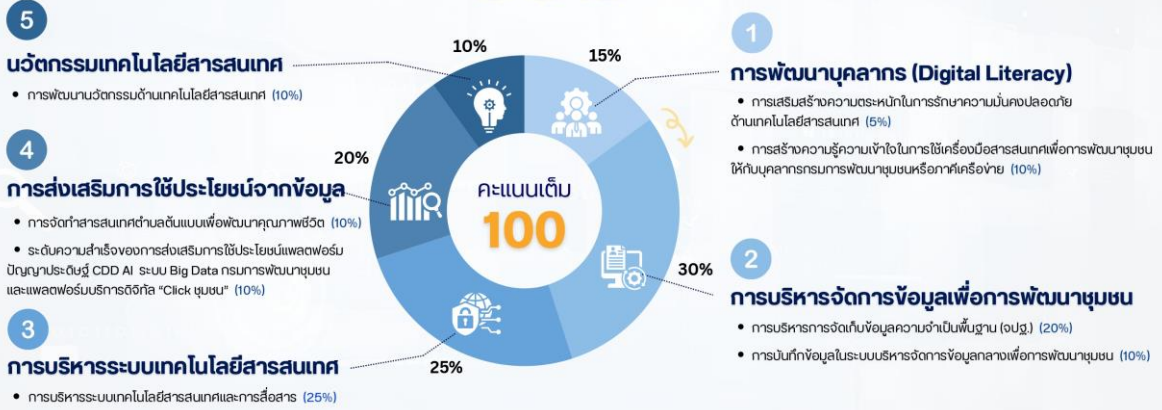 5
นวัตกรรมเทคโนโลยีสารสนเทศ
• การพัฒนานวัตกรรมด้านเทคโนโลยีสารสนเทศ (10%)
4
การส่งเสริมการใช้ประโยชน์จากข้อมูล
• การจัดทำสารสนเทศตำบลต้นแบบเพื่อพัฒนาคุณภาพชีวิต (10%)
• ระดับความสำเร็จของการส่งเสริมการใช้ประโยชน์แพลตฟอร์ม
ปัญญาประดิษฐ์ CDD AI ระบบ Big Data กรมการพัฒนาชุมชน
และแพลตฟอร์มบริการดิจิทัล “Click ชุมชน” (10%)
3
การบริหารระบบเทคโนโลยีสารสนเทศ
• การบริหารระบบเทคโนโลยีสารสนเทศและการสื่อสาร (25%)
10%
15%
20%
30%
25%
คะแนนเต็ม
100
1
การพัฒนาบุคลากร (Digital Literacy)
• การเสริมสร้างความตระหนักในการรักษาความมั่นคงปลอดภัย
ด้านเทคโนโลยีสารสนเทศ (5%)
• การสร้างความรู้ความเข้าใจในการใช้เครื่องมือสารสนเทศเพื่อการพัฒนาชุมชน
ให้กับบุคลากรกรมการพัฒนาชุมชนหรือภาคีเครือข่าย (10%)
2
การบริหารจัดการข้อมูลเพื่อการพัฒนาชุมชน
• การบริหารการจัดเก็บข้อมูลความจำเป็นพื้นฐาน (จปฐ.) (20%)
• การบันทึกข้อมูลในระบบบริหารจัดการข้อมูลกลางเพื่อการพัฒนาชุมชน (10%)